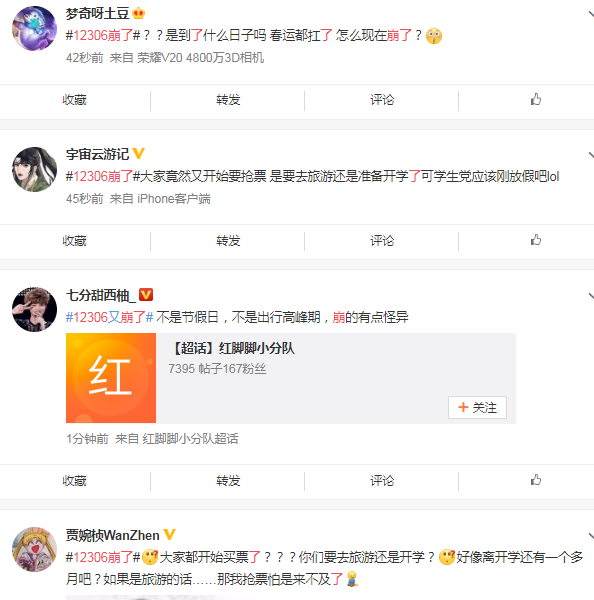 梦奇呀土豆
#12306崩了#？？是到了什么日子吗 春运都扛了 怎么现在崩了？
42秒前 来自 荣耀V20 4800万3D相机
收藏 转发 评论
宇宙云游记
#12306崩了#大家竟然又开始要抢票 是要去旅游还是准备开学了可学生党应该刚放假吧lol
45秒前 来自 iPhone客户端
收藏 转发 评论
七分甜西柚_
#12306又崩了# 不是节假日，不是出行高峰期，崩的有点怪异
红
【超话】红脚脚小分队
7395 帖子167粉丝
+ 关注
1分钟前 来自 红脚脚小分队超话
收藏 转发 评论
贾婉桢WanZhen
#12306崩了#大家都开始买票了？？？你们要去旅游还是开学？好像离开学还有一个多
月吧？如果是旅游的话……那我抢票怕是来不及了